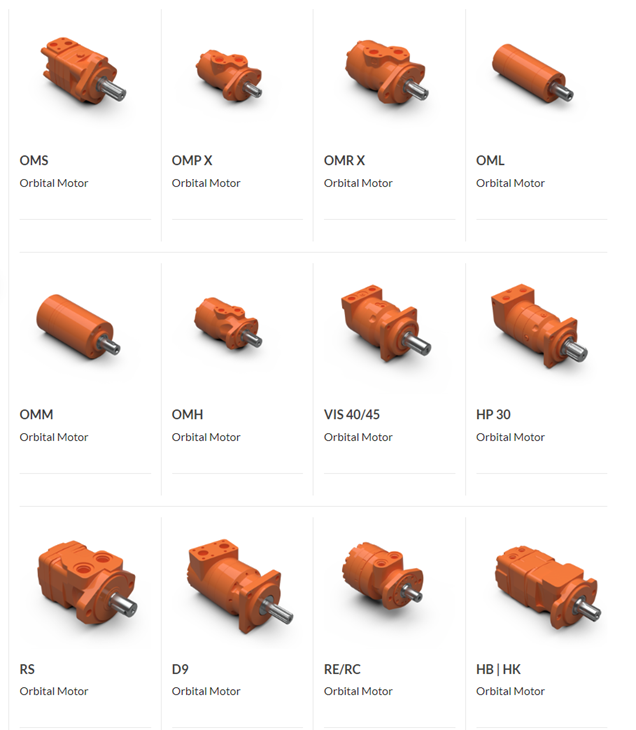 OMS
Orbital Motor
OMP X
Orbital Motor
OMR X
Orbital Motor
OML
Orbital Motor
OMM
Orbital Motor
OMH
Orbital Motor
VIS 40/45
Orbital Motor
HP 30
Orbital Motor
RS
Orbital Motor
D9
Orbital Motor
RE/RC
Orbital Motor
HB | HK
Orbital Motor